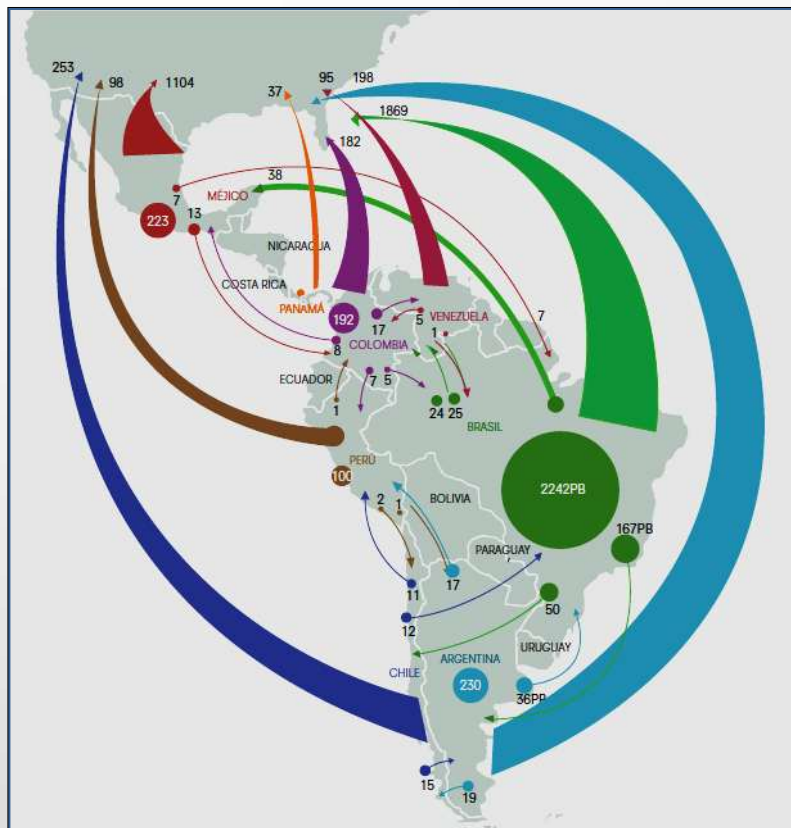 253
98
1104
37
95
198
1869
182
38
7
MÉJICO
13
223
NICARAGUA
COSTA RICA
PANAMÁ
192
17
5
VENEZUELA
7
1
8
COLOMBIA
ECUADOR
7
5
1
24
25
BRASIL
PERÚ
100
BOLIVIA
2242PB
2
1
167PB
PARAGUAY
17
11
50
12
URUGUAY
ARGENTINA
CHILE
230
36PP
15
19